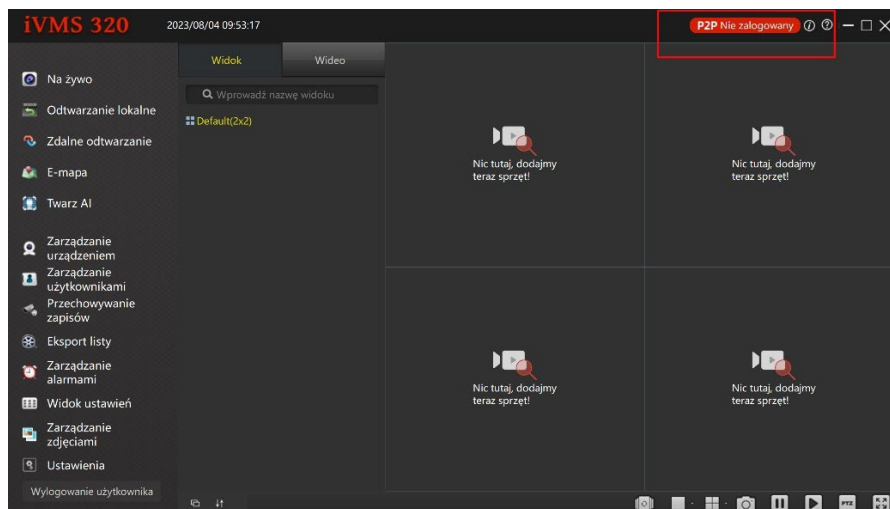 iVMS 320
2023/08/04 09:53:17
P2P Nie zalogowany
Widok
Wideo
Wprowadź nazwę widoku
Default(2x2)
Na żywo
Odtwarzanie lokalne
Zdalne odtwarzanie
E-mapa
Twarz AI
Zarządzanie
urządzeniem
Zarządzanie
użytkownikami
Przechowywanie
zapisów
Eksport listy
Zarządzanie
alarmami
Widok ustawień
Zarządzanie
zdjęciami
Ustawienia
Wylogowanie użytkownika
Nic tutaj, dodajmy
teraz sprzęt!
Nic tutaj, dodajmy
teraz sprzęt!
Nic tutaj, dodajmy
teraz sprzęt!
Nic tutaj, dodajmy
teraz sprzęt!
PTZ